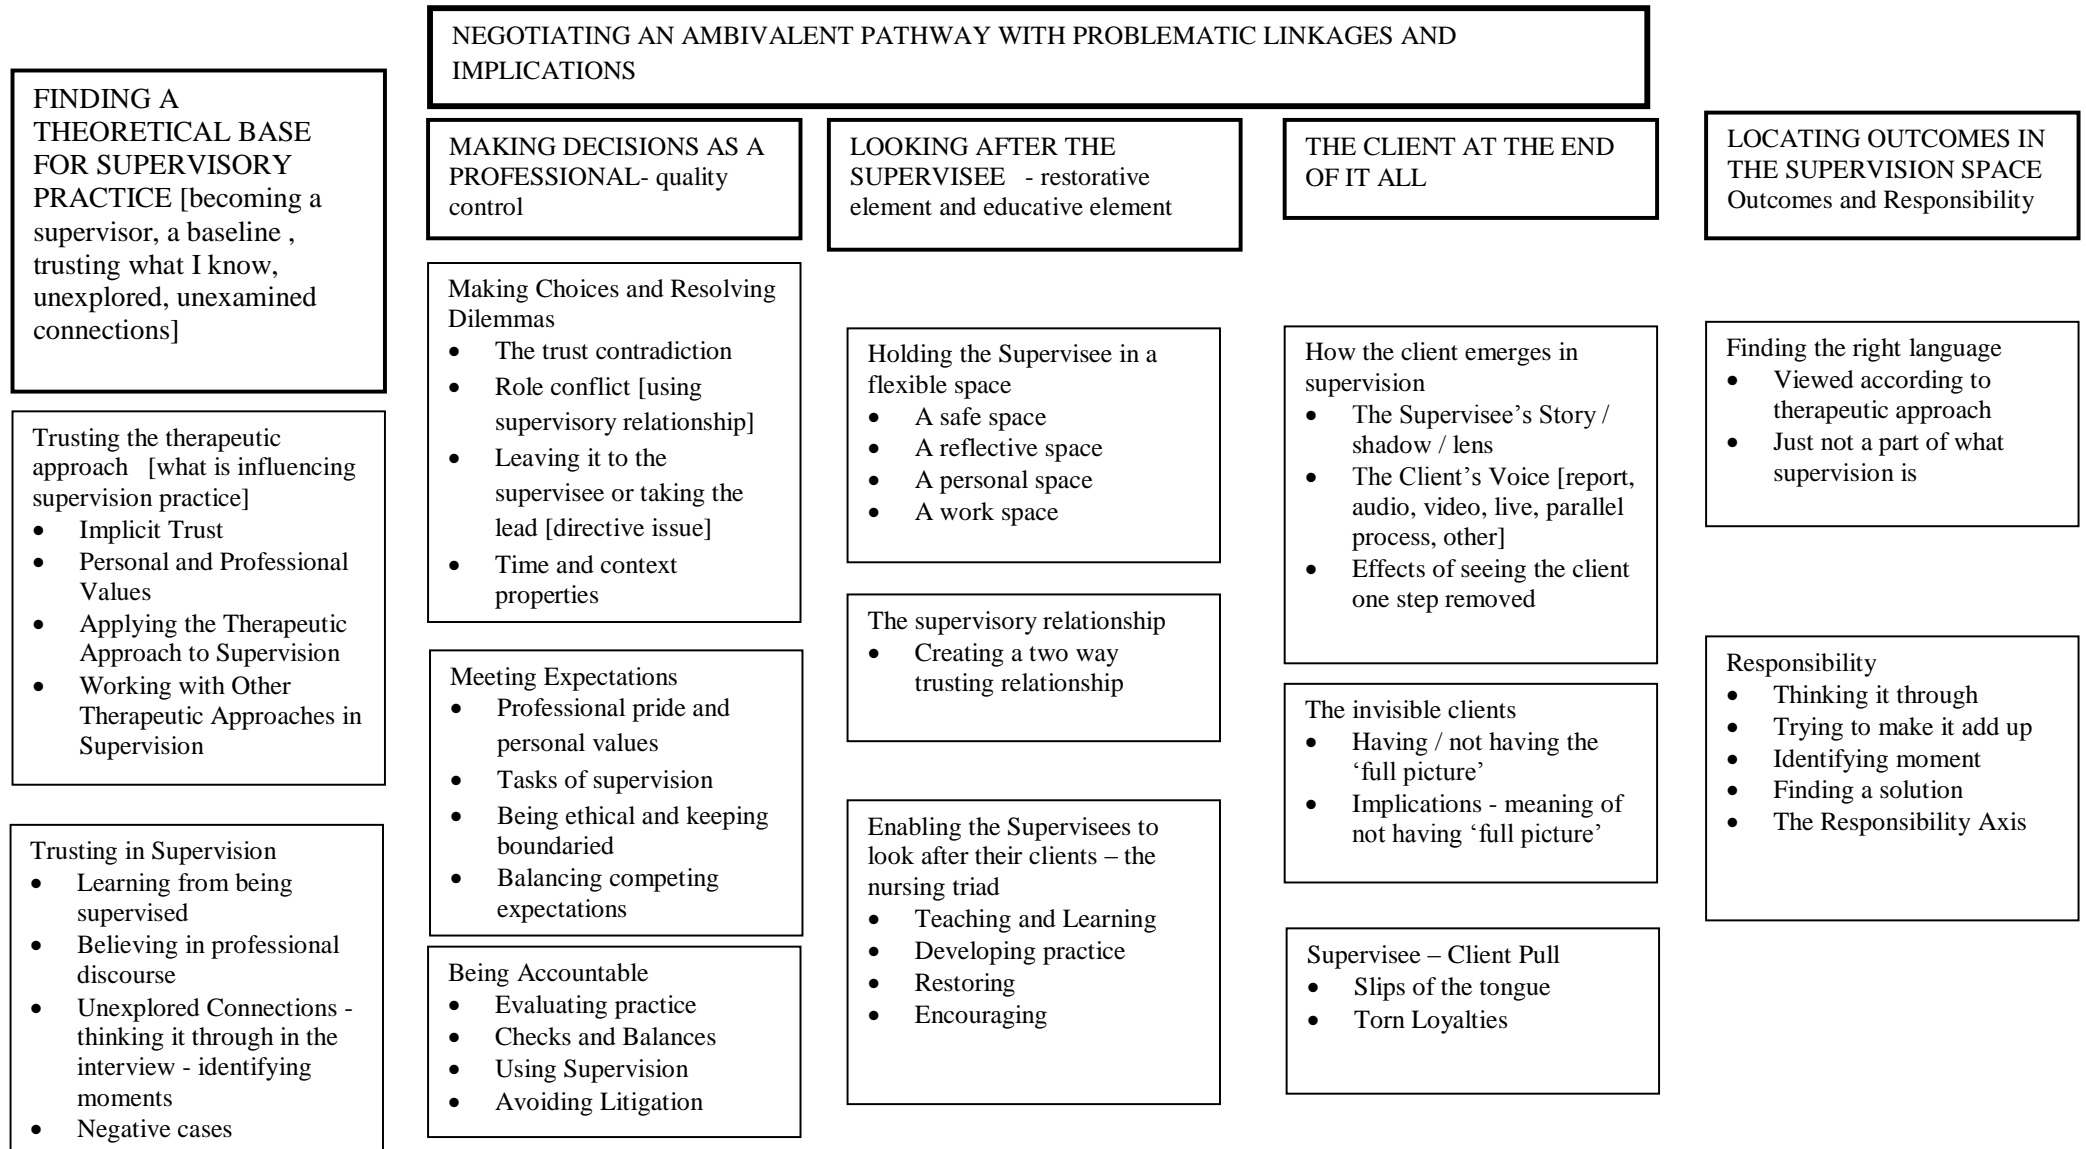 NEGOTIATING AN AMBIVALENT PATHWAY WITH PROBLEMATIC LINKAGES AND
IMPLICATIONS
FINDING A
THEORETICAL BASE
FOR SUPERVISORY
PRACTICE [becoming a
supervisor, a baseline ,
trusting what I know,
unexplored, unexamined
connections]
Trusting the therapeutic
approach [what is influencing
supervision practice]
• Implicit Trust
• Personal and Professional
Values
• Applying the Therapeutic
Approach to Supervision
• Working with Other
Therapeutic Approaches in
Supervision
Trusting in Supervision
• Learning from being
supervised
• Believing in professional
discourse
• Unexplored Connections -
thinking it through in the
interview - identifying
moments
• Negative cases
MAKING DECISIONS AS A
PROFESSIONAL- quality
control
Making Choices and Resolving
Dilemmas
• The trust contradiction
• Role conflict [using
supervisory relationship]
• Leaving it to the
supervisee or taking the
lead [directive issue]
• Time and context
properties
Meeting Expectations
• Professional pride and
personal values
• Tasks of supervision
• Being ethical and keeping
boundaried
• Balancing competing
expectations
Being Accountable
• Evaluating practice
• Checks and Balances
• Using Supervision
• Avoiding Litigation
LOOKING AFTER THE
SUPERVISEE - restorative
element and educative element
Holding the Supervisee in a
flexible space
• A safe space
• A reflective space
• A personal space
• A work space
The supervisory relationship
• Creating a two way
trusting relationship
Enabling the Supervisees to
look after their clients – the
nursing triad
• Teaching and Learning
• Developing practice
• Restoring
• Encouraging
THE CLIENT AT THE END
OF IT ALL
How the client emerges in
supervision
• The Supervisee’s Story /
shadow / lens
• The Client’s Voice [report,
audio, video, live, parallel
process, other]
• Effects of seeing the client
one step removed
The invisible clients
• Having / not having the
‘full picture’
• Implications - meaning of
not having ‘full picture’
Supervisee – Client Pull
• Slips of the tongue
• Torn Loyalties
LOCATING OUTCOMES IN
THE SUPERVISION SPACE
Outcomes and Responsibility
Finding the right language
• Viewed according to
therapeutic approach
• Just not a part of what
supervision is
Responsibility
• Thinking it through
• Trying to make it add up
• Identifying moment
• Finding a solution
• The Responsibility Axis